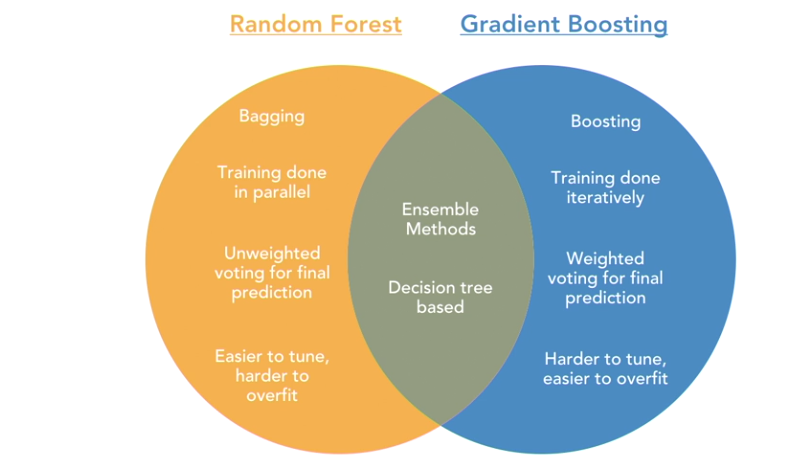 Random Forest
Gradient Boosting
Bagging
Training done
in parallel
Unweighted
voting for final
prediction
Easier to tune,
harder to
overfit
Ensemble
Methods
Decision tree
based
Boosting
Training done
iteratively
Weighted
voting for final
prediction
Harder to tune,
easier to overfit